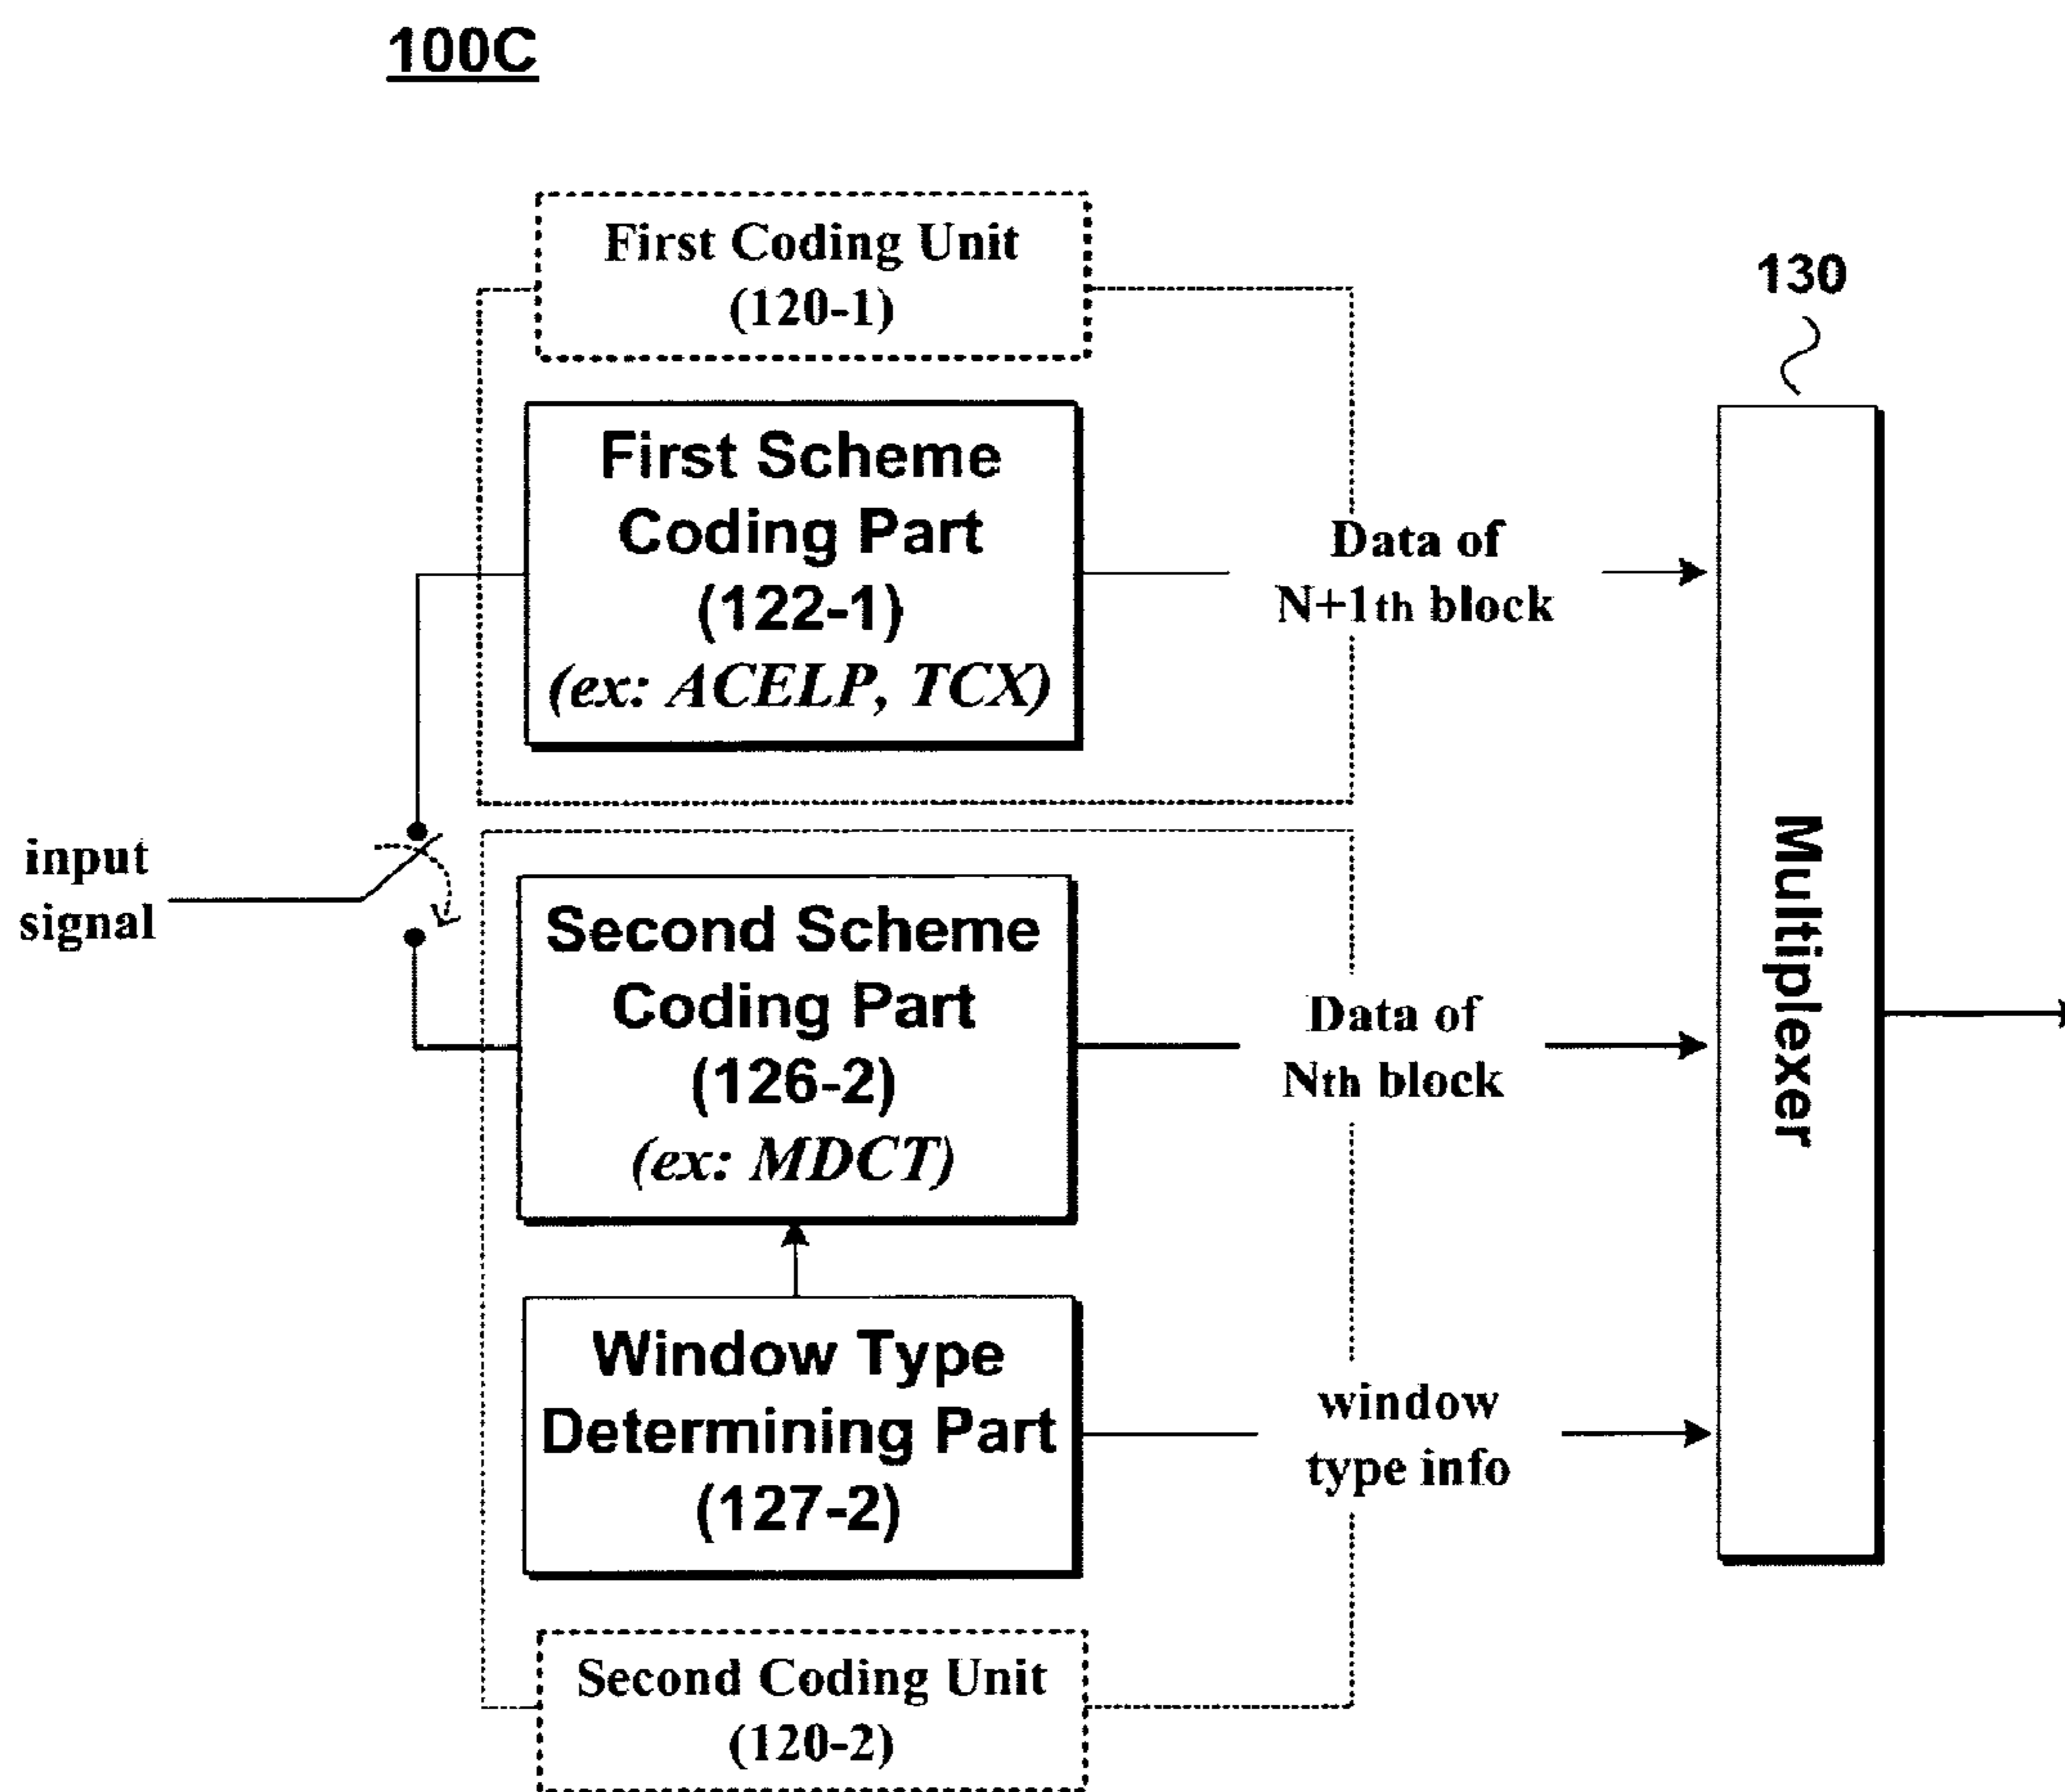 100C
First Coding Unit
(120-1)
130
First Scheme
Coding Part
(122-1)
(ex: ACELP, TCX)
Data of
N+1th block
input
signal
Second Scheme
Coding Part
(126-2)
(ex: MDCT)
Data of
Nth block
Multiplexer
Window Type
Determining Part
(127-2)
window
type info
Second Coding Unit
(120-2)